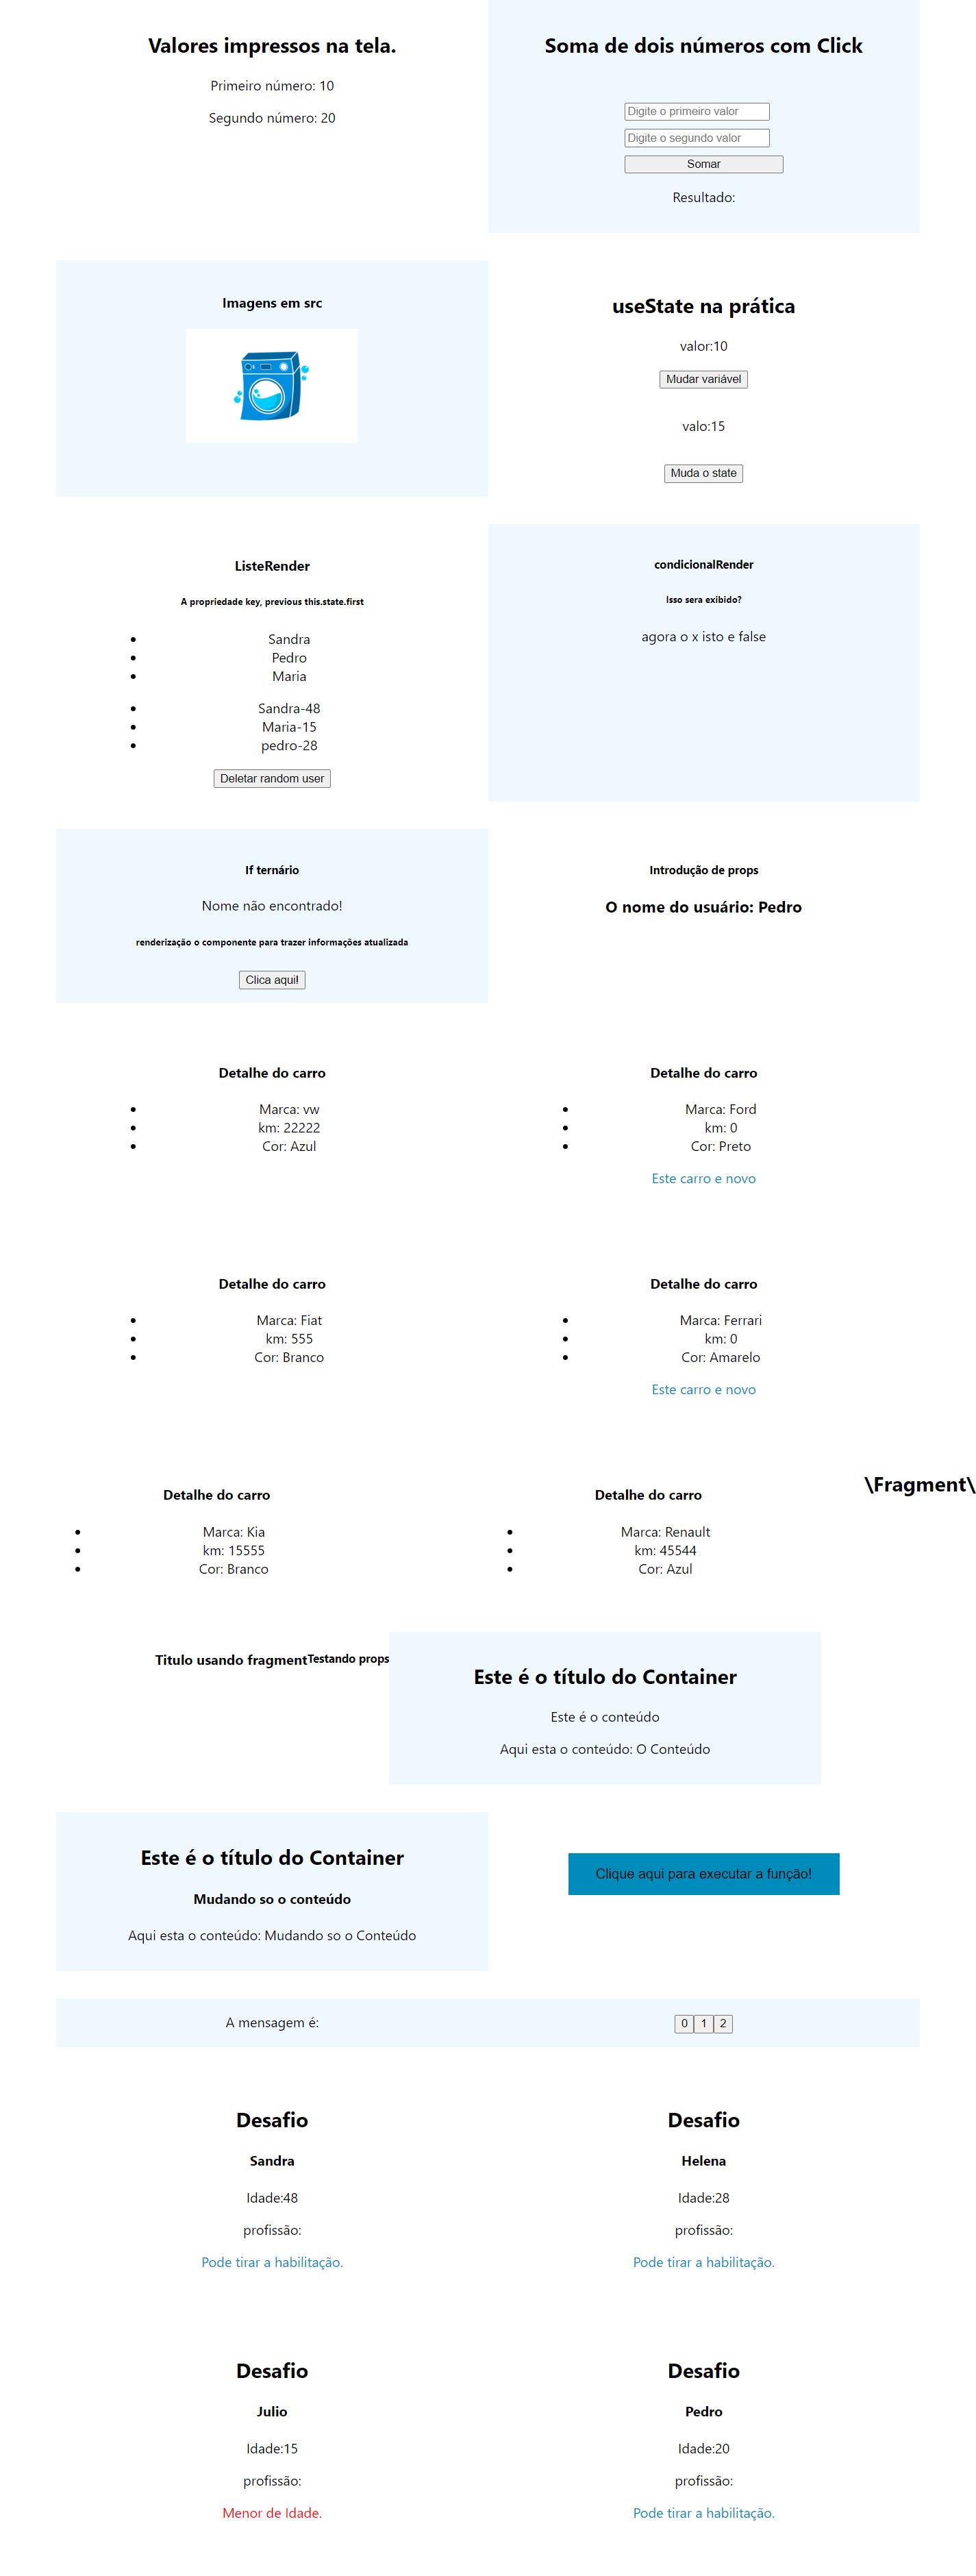 Valores impressos na tela.
Primeiro número: 10
Segundo número: 20
Soma de dois números com Click
Digite o primeiro valor
Digite o segundo valor
Somar
Resultado:
Imagens em src
useState na prática
valor:10
Mudar variável
valo:15
Muda o state
ListeRender
A propriedade key, previous this.state.first
Sandra
Pedro
Maria
Sandra-48
Maria-15
pedro-28
Deletar random user
condicionalRender
Isso sera exibido?
agora o x isto e false
If ternário
Nome não encontrado!
renderização o componente para trazer informações atualizada
Clica aqui!
Introdução de props
O nome do usuário: Pedro
Detalhe do carro
Marca: vw
km: 22222
Cor: Azul
Detalhe do carro
Marca: Ford
km: 0
Cor: Preto
Este carro e novo
Detalhe do carro
Marca: Fiat
km: 555
Cor: Branco
Detalhe do carro
Marca: Ferrari
km: 0
Cor: Amarelo
Este carro e novo
Detalhe do carro
Marca: Kia
km: 15555
Cor: Branco
Detalhe do carro
Marca: Renault
km: 45544
Cor: Azul
\Fragment\
Titulo usando fragment
Testando props
Este é o título do Container
Este é o conteúdo
Aqui esta o conteúdo: O Conteúdo
Este é o título do Container
Mudando so o conteúdo
Aqui esta o conteúdo: Mudando so o Conteúdo
Clique aqui para executar a função!
A mensagem é:
0 1 2
Desafio
Sandra
Idade:48
profissão:
Pode tirar a habilitação.
Desafio
Helena
Idade:28
profissão:
Pode tirar a habilitação.
Desafio
Julio
Idade:15
profissão:
Menor de Idade.
Desafio
Pedro
Idade:20
profissão:
Pode tirar a habilitação.